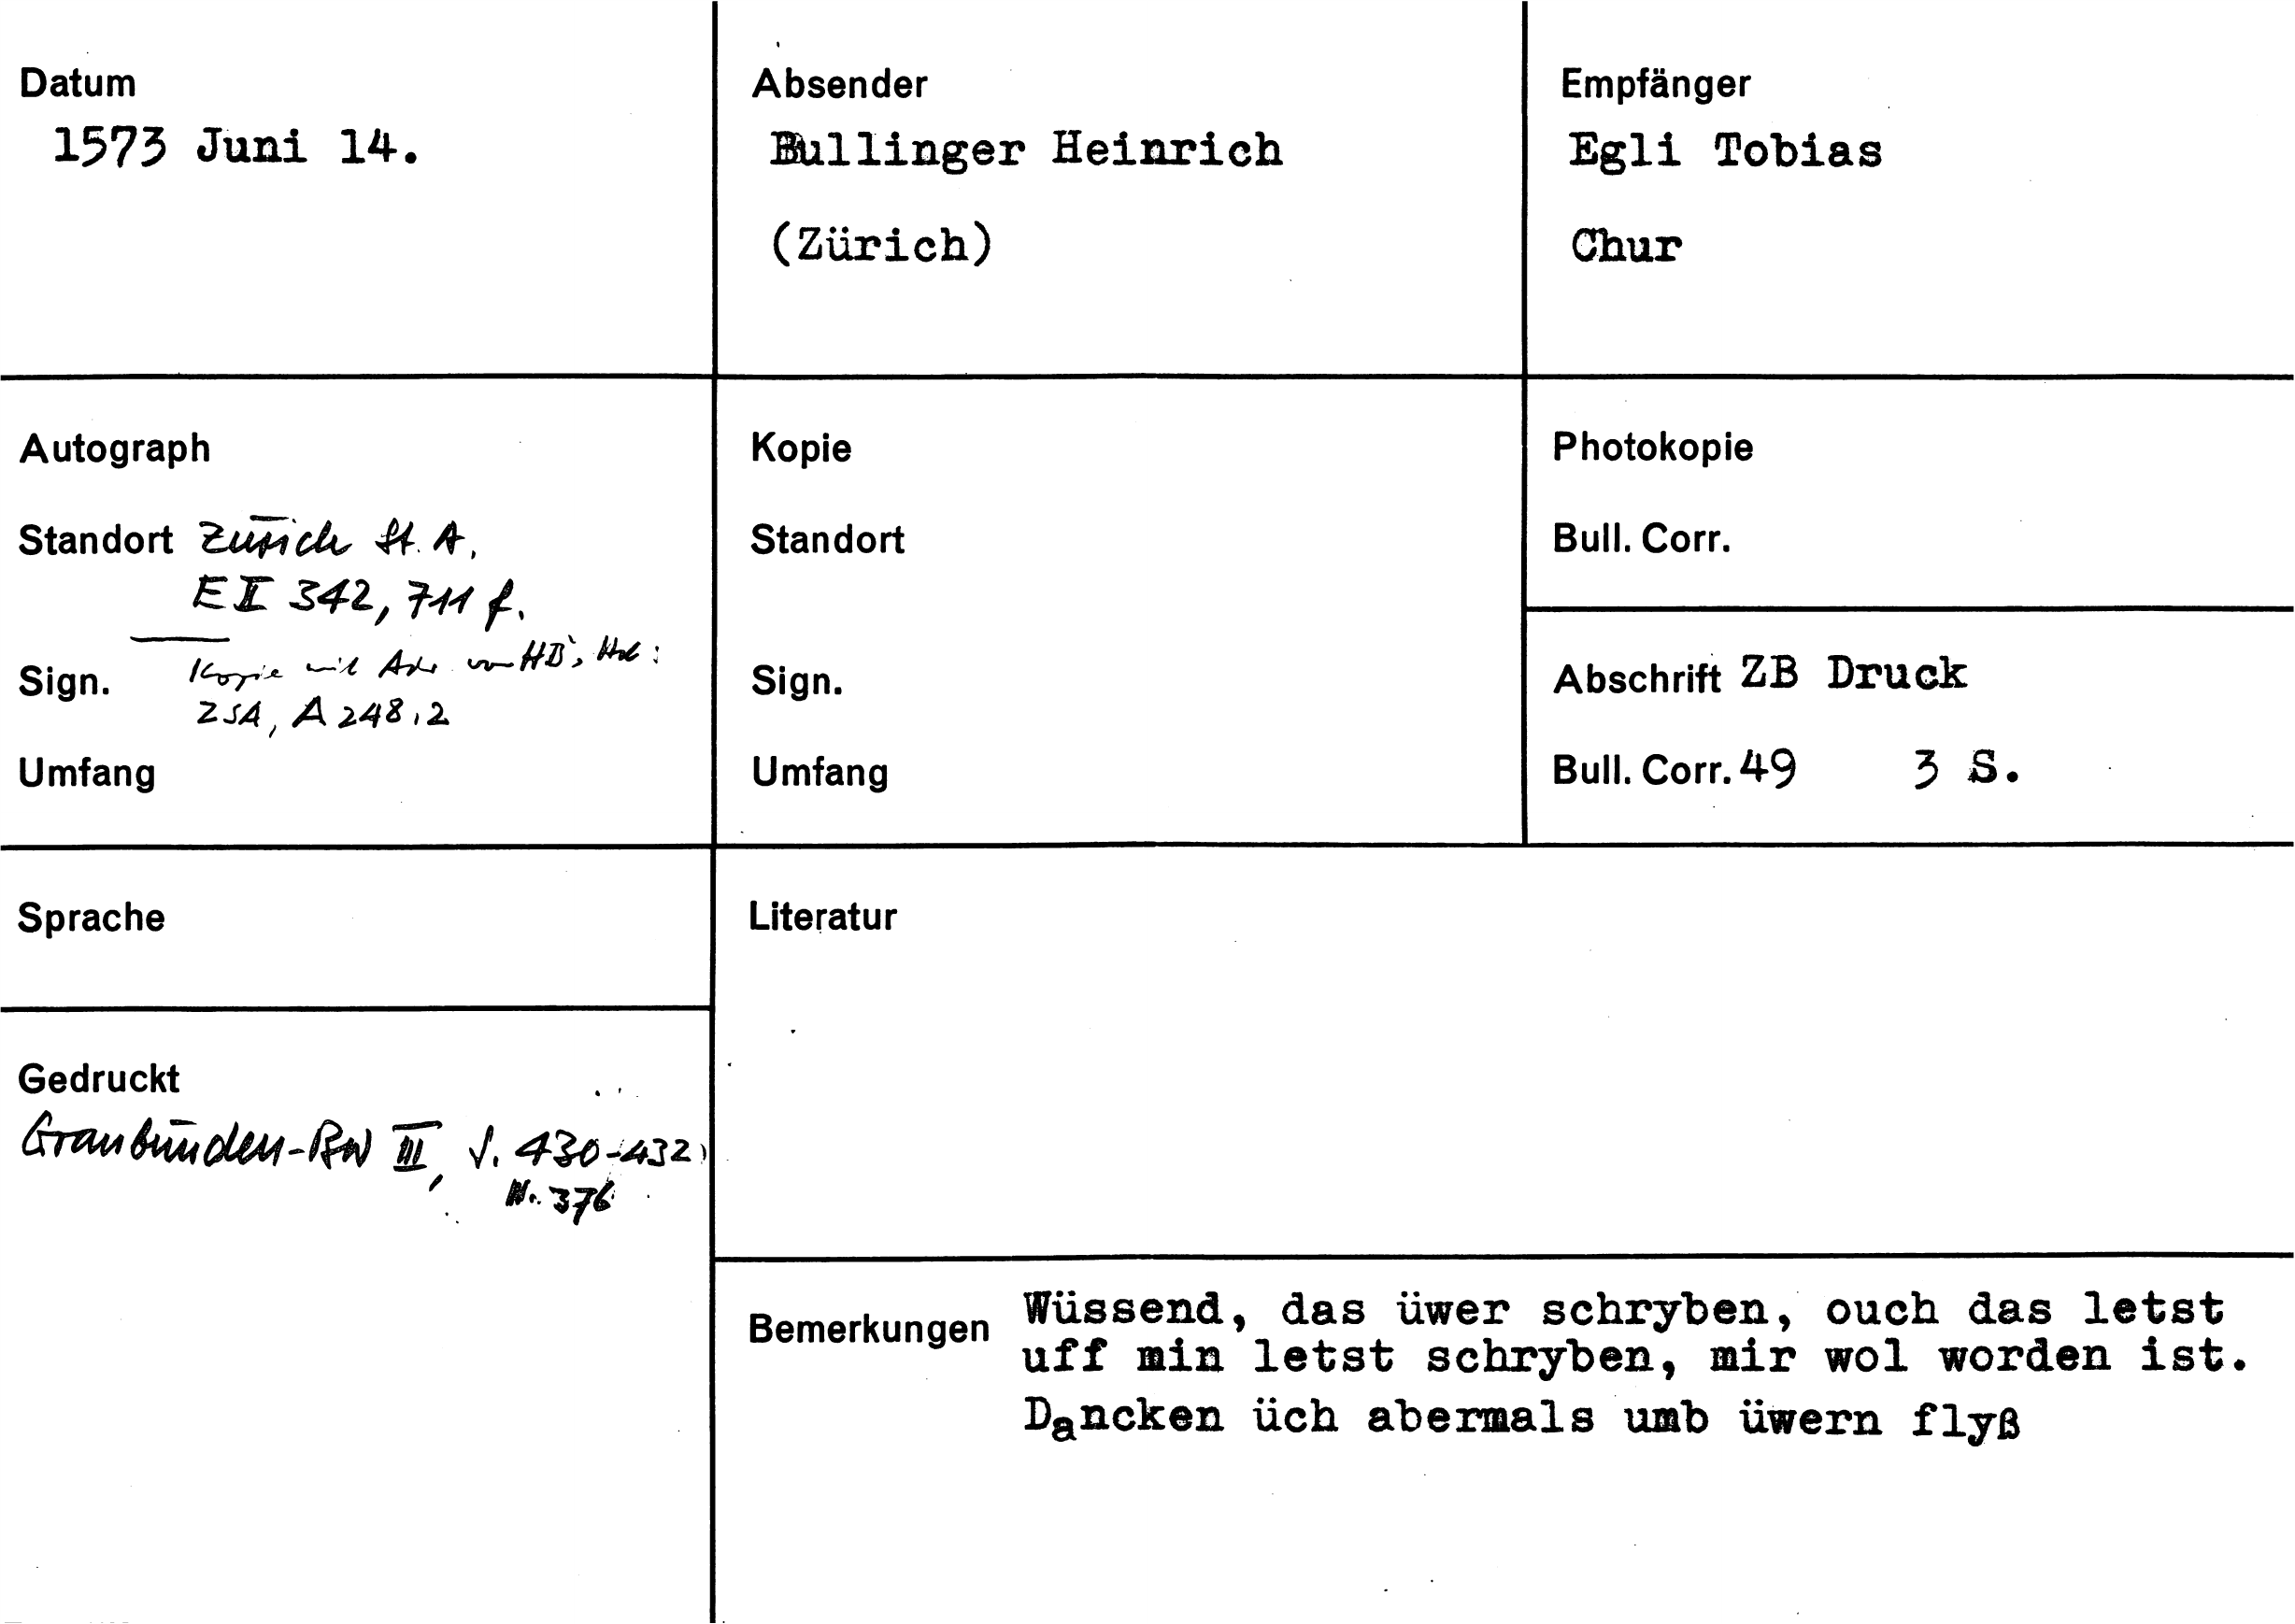 Datum
1573 Juni 14.
Absender
Bullinger Heinrich
(Zürich)
Empfänger
Egli Tobias
Chur
Autograph
Standort Zürich St. A.
E II 342, 711 f.
Sign. Kopie mit Adr. von HB's Hd:
ZSA, A 248.2
Umfang
Kopie
Standort
Sign.
Umfang
Photokopie
Bull. Corr.
Abschrift ZB Druck
Bull. Corr. 49 3 S.
Sprache
Gedruckt
Graubünden-BW III, S. 430-432,
Nr. 376
Literatur
Bemerkungen Wüssend, das üwer schryben, ouch das letst
uff min letst schryben, mir wol worden ist.
Dancken üch abermals umb üwern flyß